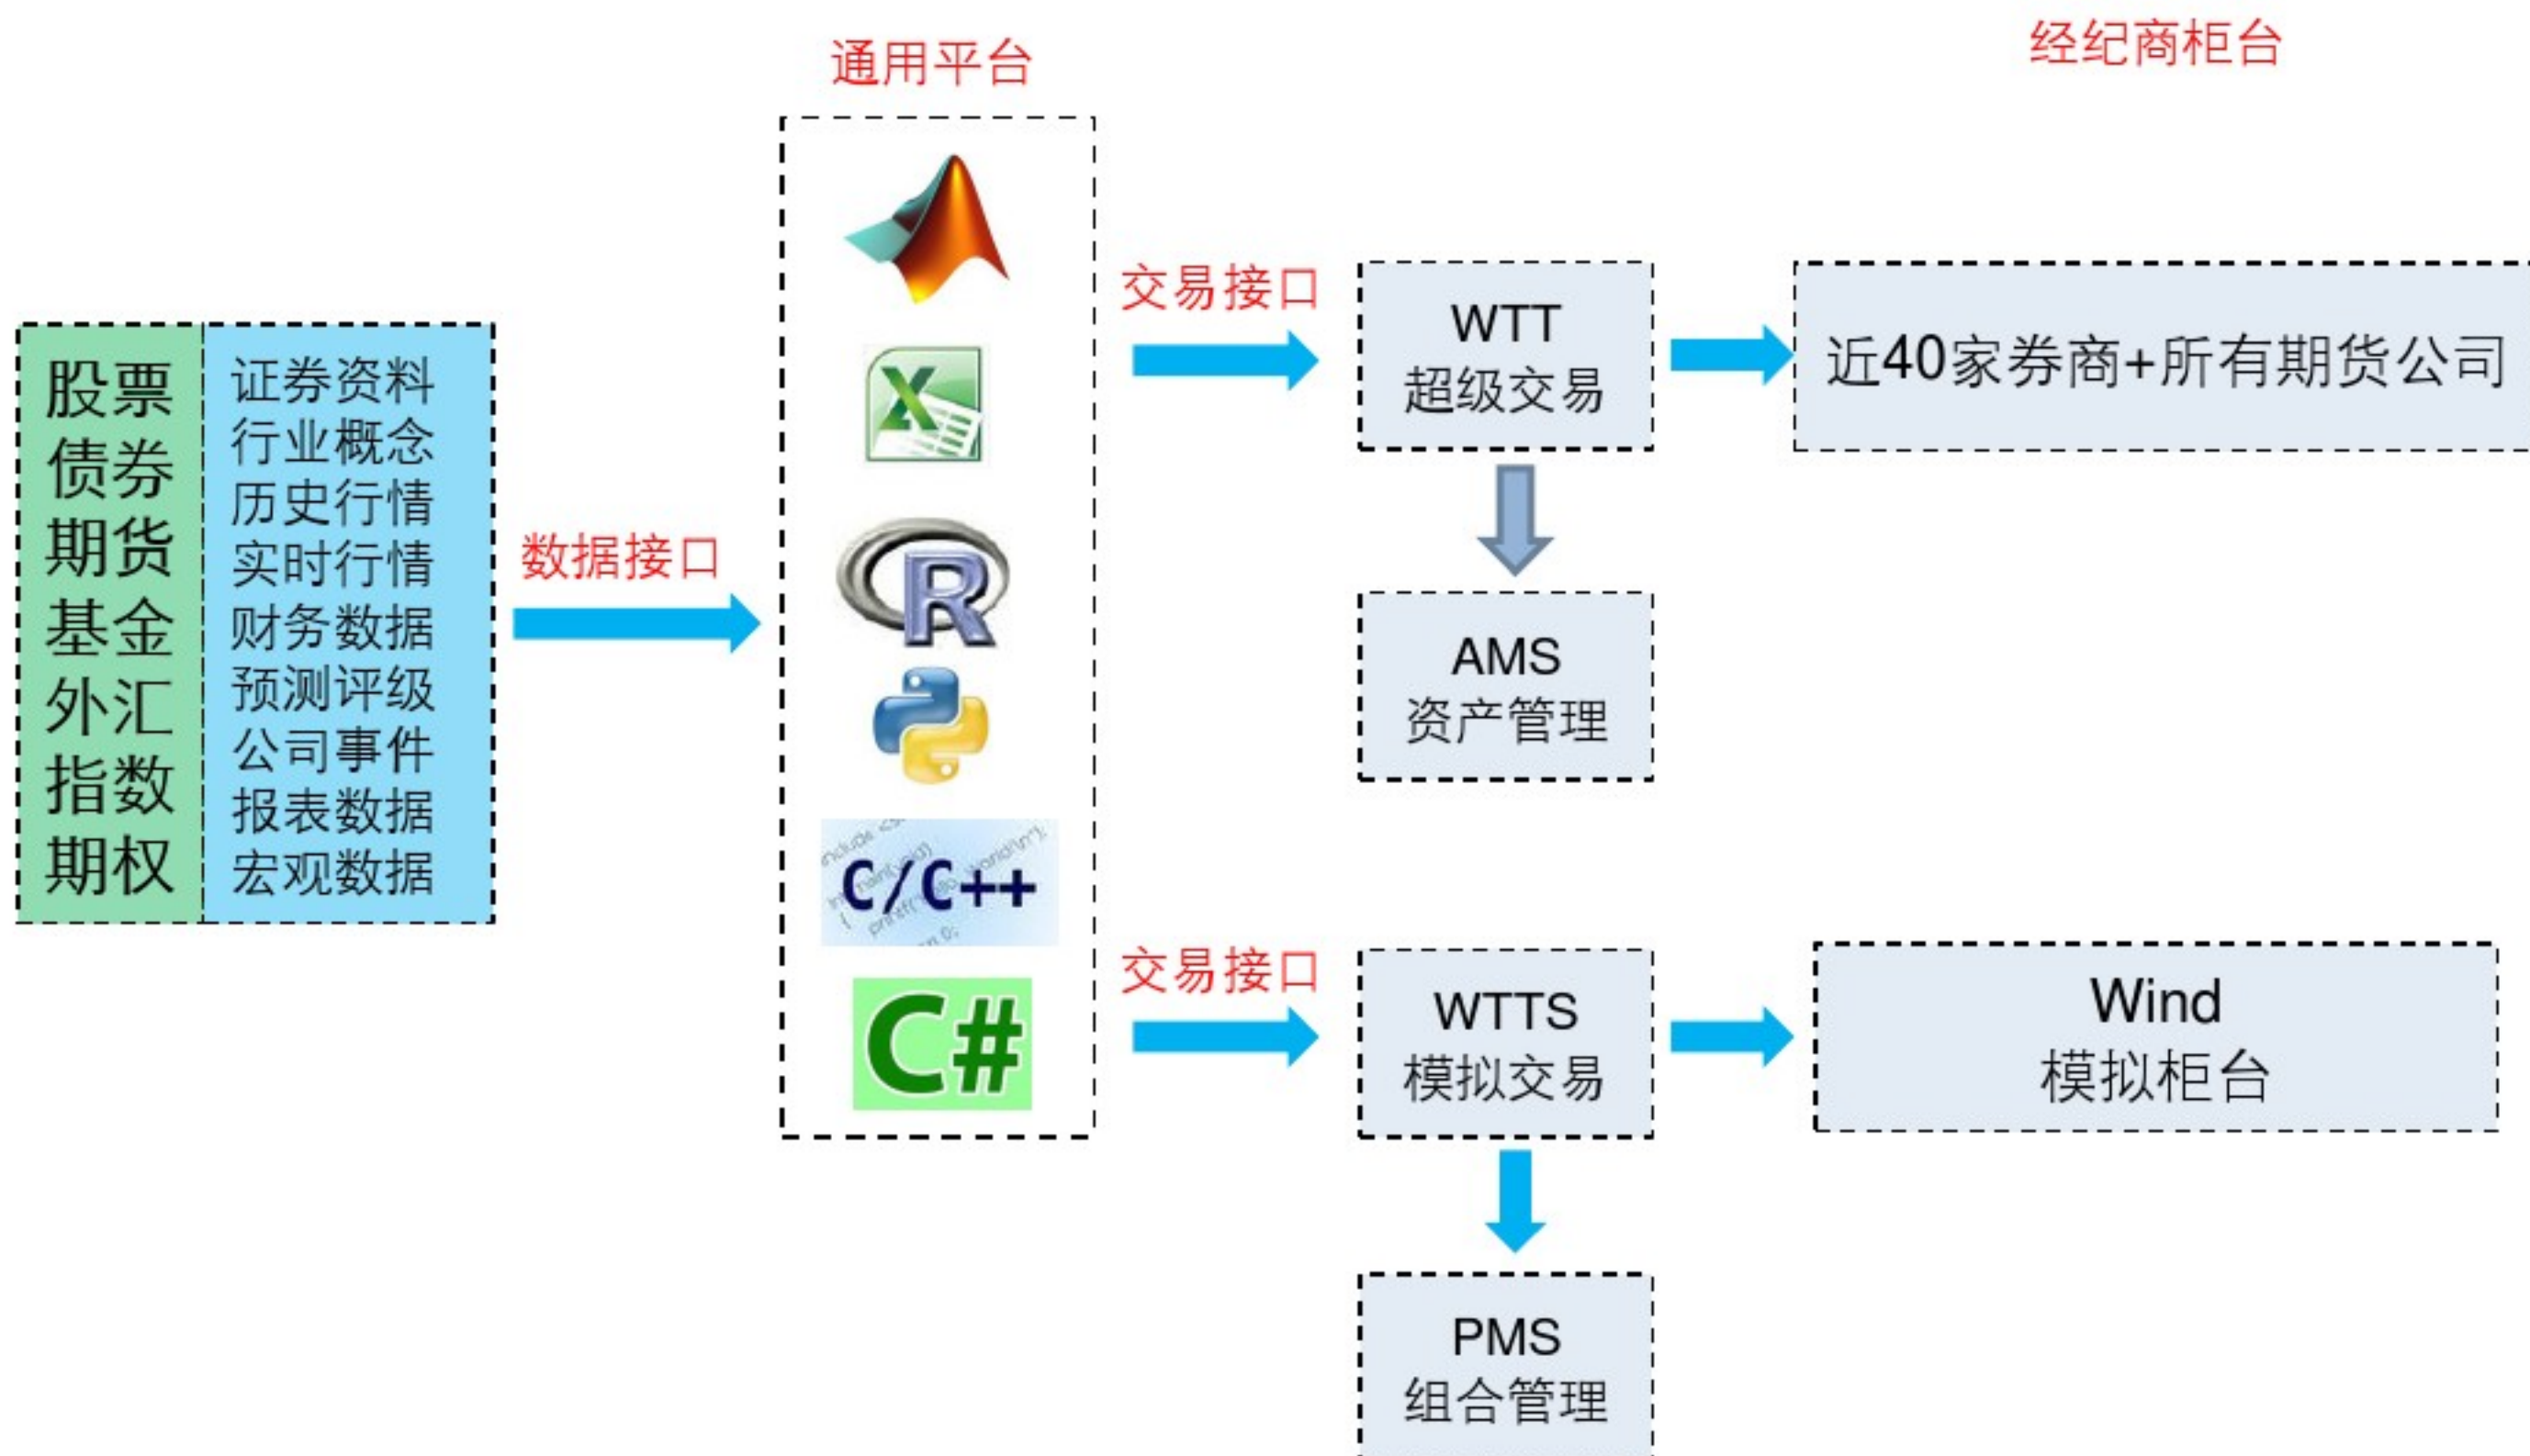 通用平台
经纪商柜台
股票
债券
期货
基金
外汇
指数
期权
证券资料
行业概念
历史行情
实时行情
财务数据
预测评级
公司事件
报表数据
宏观数据
数据接口
X
R
C/C++
C#
交易接口
WTT
超级交易
近40家券商+所有期货公司
AMS
资产管理
交易接口
WTTS
模拟交易
Wind
模拟柜台
PMS
组合管理